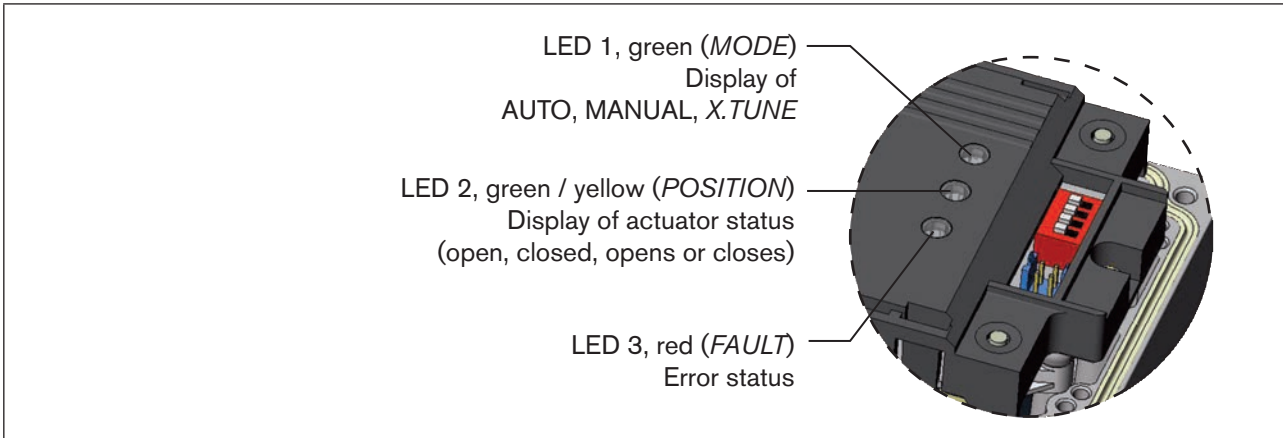 LED 1, green (MODE)
Display of
AUTO, MANUAL, X.TUNE
LED 2, green / yellow (POSITION)
Display of actuator status
(open, closed, opens or closes)
LED 3, red (FAULT)
Error status